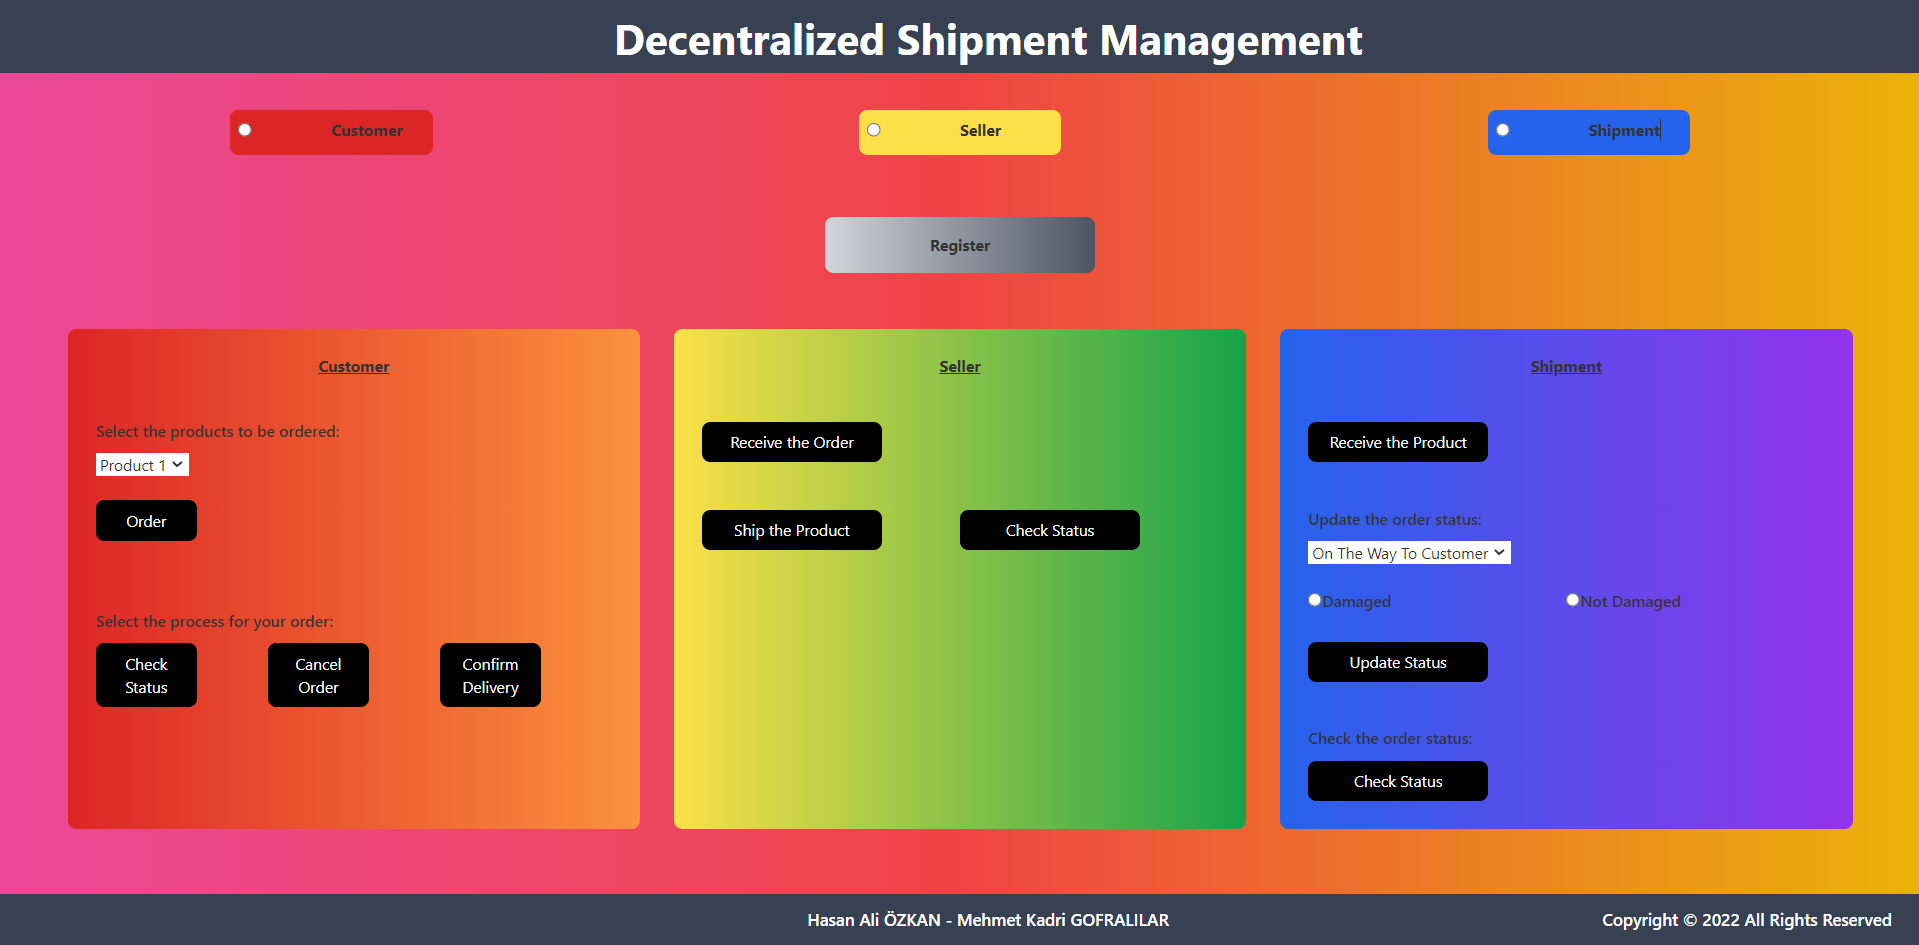 Decentralized Shipment Management
Customer
Seller
Shipment
Register
Customer
Select the products to be ordered:
Product 1
Order
Select the process for your order:
Check
Status
Cancel
Order
Confirm
Delivery
Seller
Receive the Order
Ship the Product
Check Status
Shipment
Receive the Product
Update the order status:
On The Way To Customer
Damaged
Not Damaged
Update Status
Check the order status:
Check Status
Hasan Ali ÖZKAN - Mehmet Kadri GOFRALILAR
Copyright © 2022 All Rights Reserved